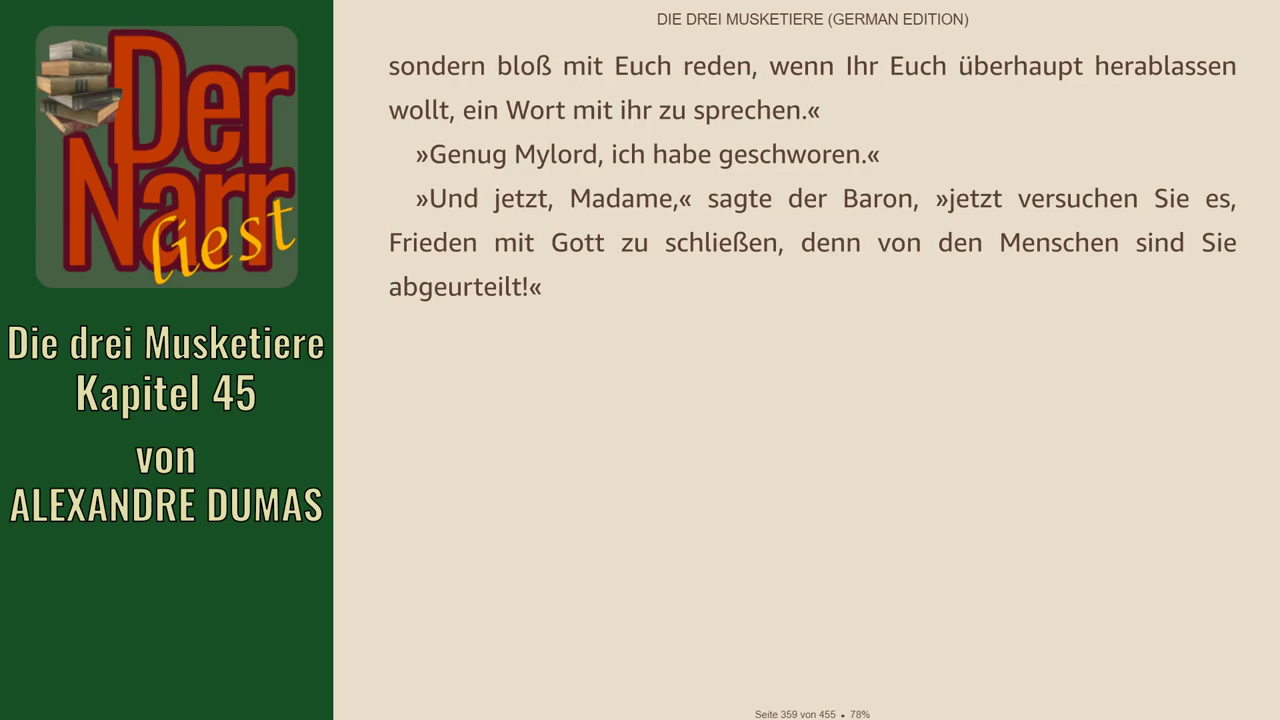 Der
Narr
liest
Die drei Musketiere
Kapitel 45
von
ALEXANDRE DUMAS
DIE DREI MUSKETIERE (GERMAN EDITION)
sondern bloß mit Euch reden, wenn Ihr Euch überhaupt herablassen
wollt, ein Wort mit ihr zu sprechen.«
»Genug Mylord, ich habe geschworen.«
»Und jetzt, Madame,« sagte der Baron, »jetzt versuchen Sie es,
Frieden mit Gott zu schließen, denn von den Menschen sind Sie
abgeurteilt!«
Seite 359 von 455 • 78%